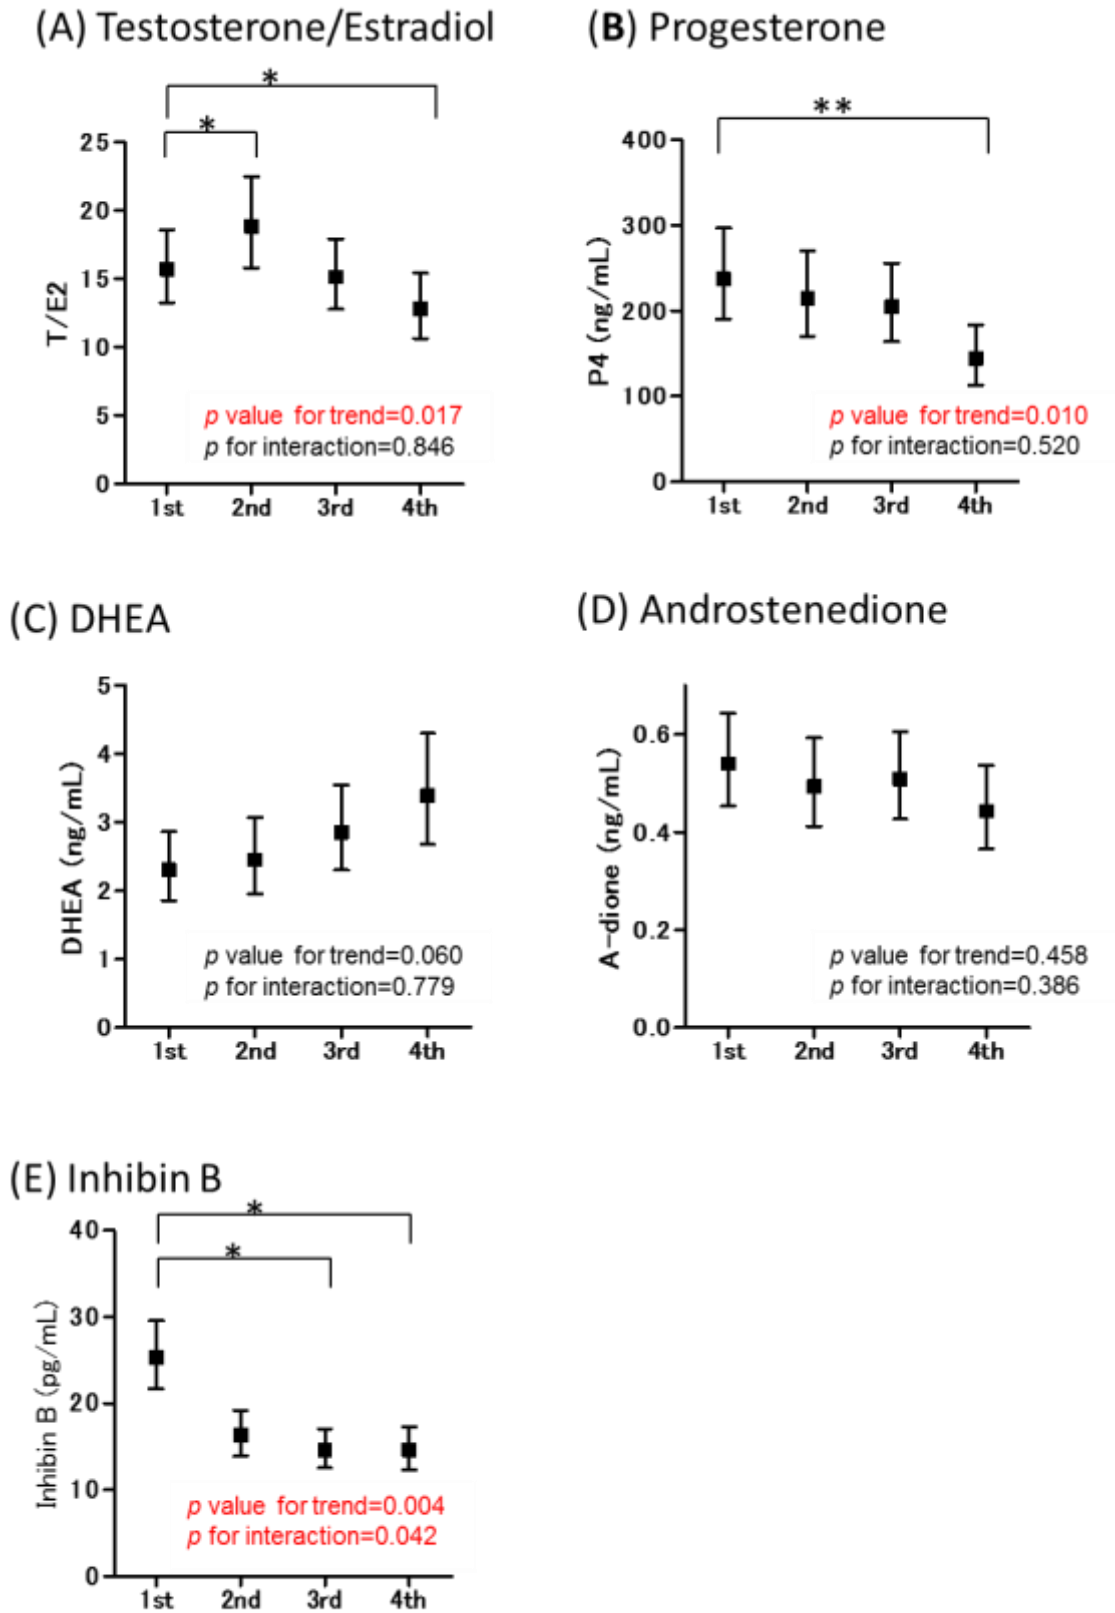 (A) Testosterone/Estradiol
*
*
25
20
15
10
5
0
T/E2
p value for trend=0.017
p for interaction=0.846
1st 2nd 3rd 4th
(B) Progesterone
**
400
300
200
100
0
P4 (ng/mL)
p value for trend=0.010
p for interaction=0.520
1st 2nd 3rd 4th
(C) DHEA
5
4
3
2
1
0
DHEA (ng/mL)
p value for trend=0.060
p for interaction=0.779
1st 2nd 3rd 4th
(D) Androstenedione
0.6
0.4
0.2
0.0
A-dione (ng/mL)
p value for trend=0.458
p for interaction=0.386
1st 2nd 3rd 4th
(E) Inhibin B
*
*
40
30
20
10
0
Inhibin B (pg/mL)
p value for trend=0.004
p for interaction=0.042
1st 2nd 3rd 4th